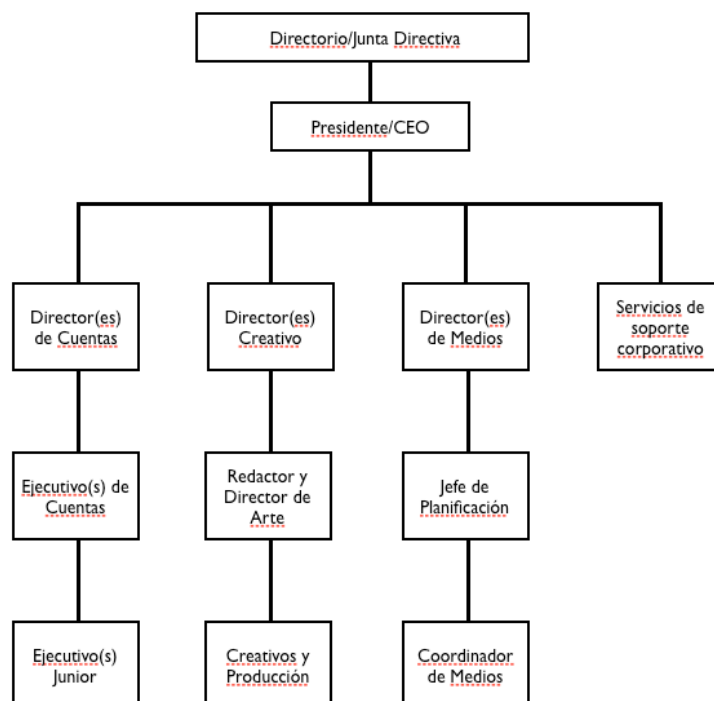 Directorio/Junta Directiva
Presidente/CEO
Director(es)
de Cuentas
Director(es)
Creativo
Director(es)
de Medios
Servicios de
soporte
corporativo
Ejecutivo(s) de
Cuentas
Redactor y
Director de
Arte
Jefe de
Planificación
Ejecutivo(s)
Junior
Creativos y
Producción
Coordinador
de Medios